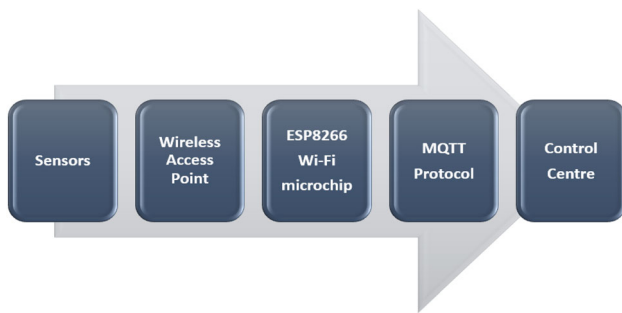 Sensors
Wireless
Access
Point
ESP8266
Wi-Fi
microchip
MQTT
Protocol
Control
Centre